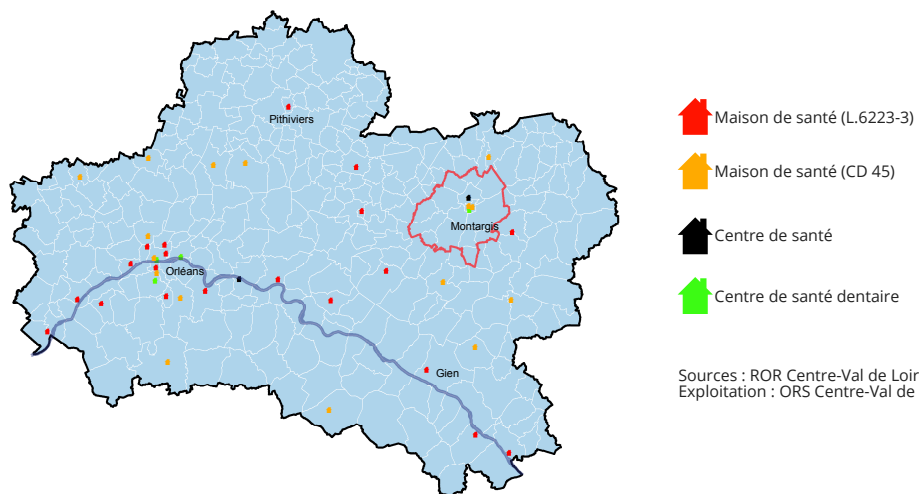 Pithiviers
Montargis
Orléans
Gien
Maison de santé (L.6223-3)
Maison de santé (CD 45)
Centre de santé
Centre de santé dentaire
Sources : ROR Centre-Val de Loir
Exploitation : ORS Centre-Val de